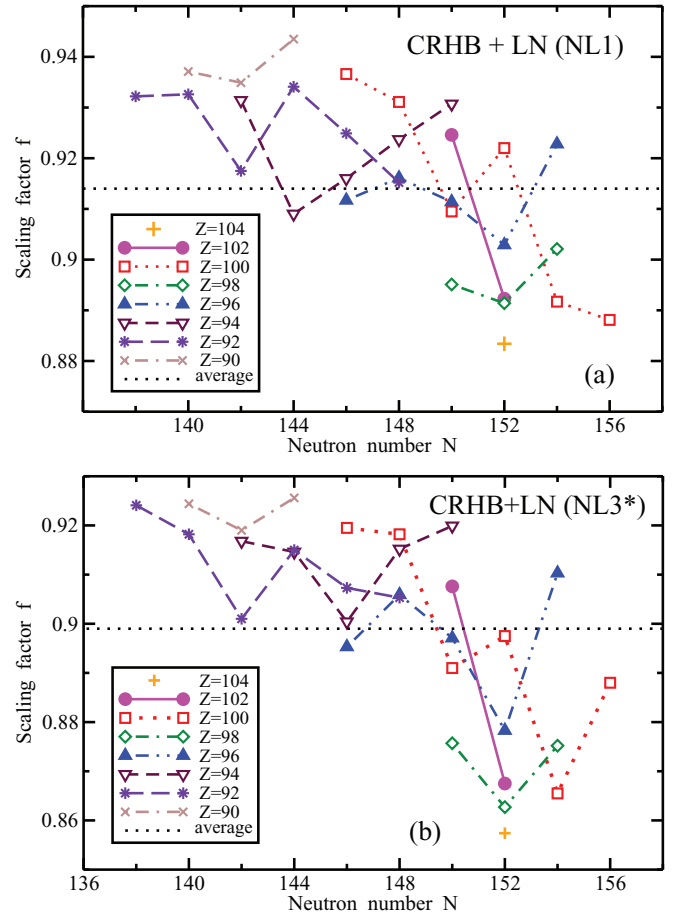 0.94
0.92
0.9
0.88
Scaling factor f
CRHB + LN (NL1)
Z=104
Z=102
Z=100
Z=98
Z=96
Z=94
Z=92
Z=90
average
(a)
140 144 148 152 156
Neutron number N
0.92
0.9
0.88
0.86
Scaling factor f
CRHB+LN (NL3*)
Z=104
Z=102
Z=100
Z=98
Z=96
Z=94
Z=92
Z=90
average
(b)
136 140 144 148 152 156
Neutron number N